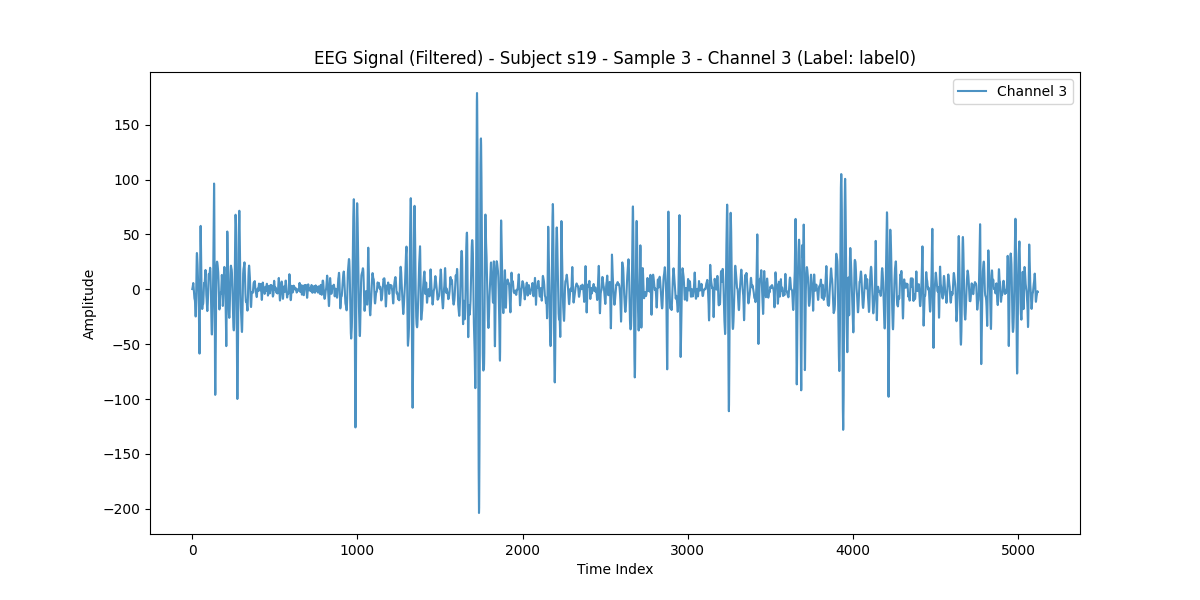 EEG Signal (Filtered) - Subject s19 - Sample 3 - Channel 3 (Label: label0)
Channel 3
150
100
50
0
−50
−100
−150
−200
Amplitude
0 1000 2000 3000 4000 5000
Time Index